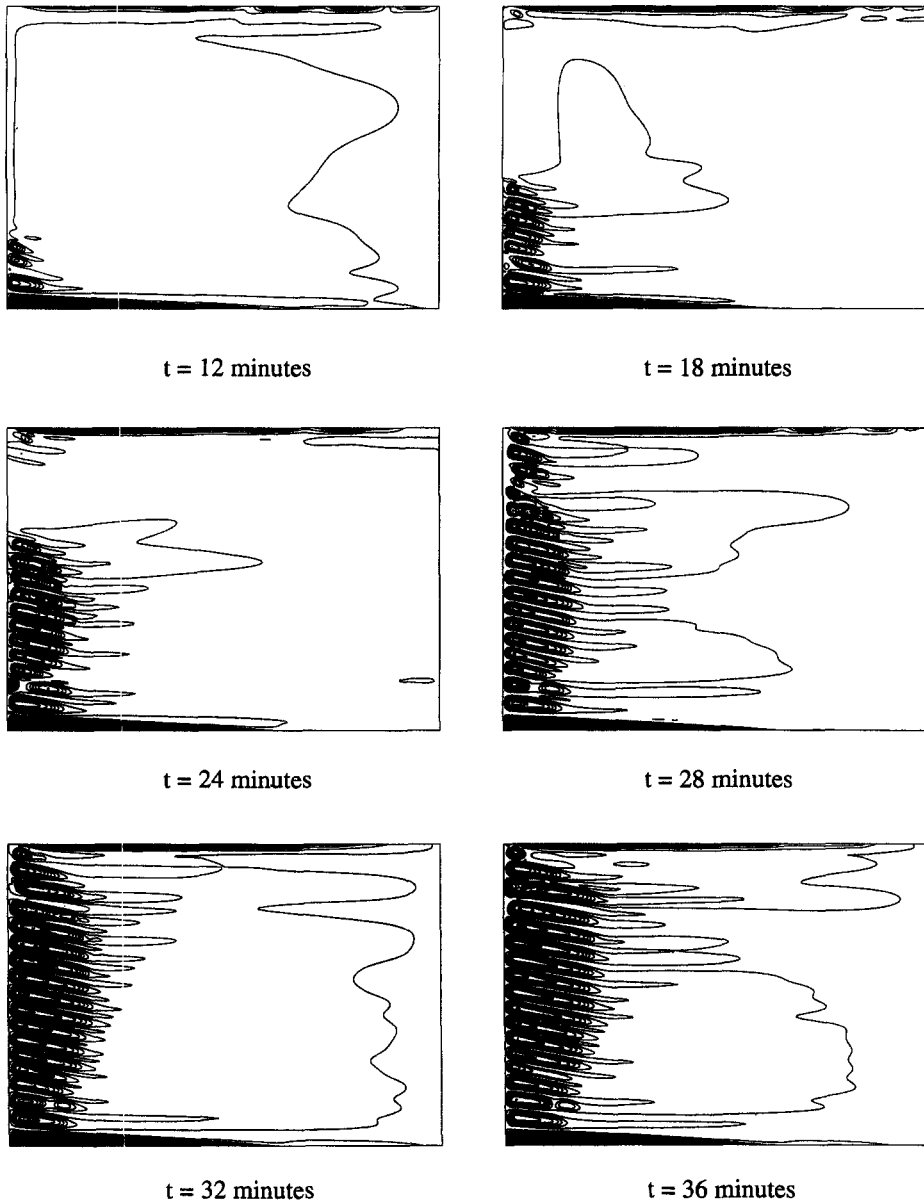 t = 12 minutes
t = 18 minutes
t = 24 minutes
t = 28 minutes
t = 32 minutes
t = 36 minutes